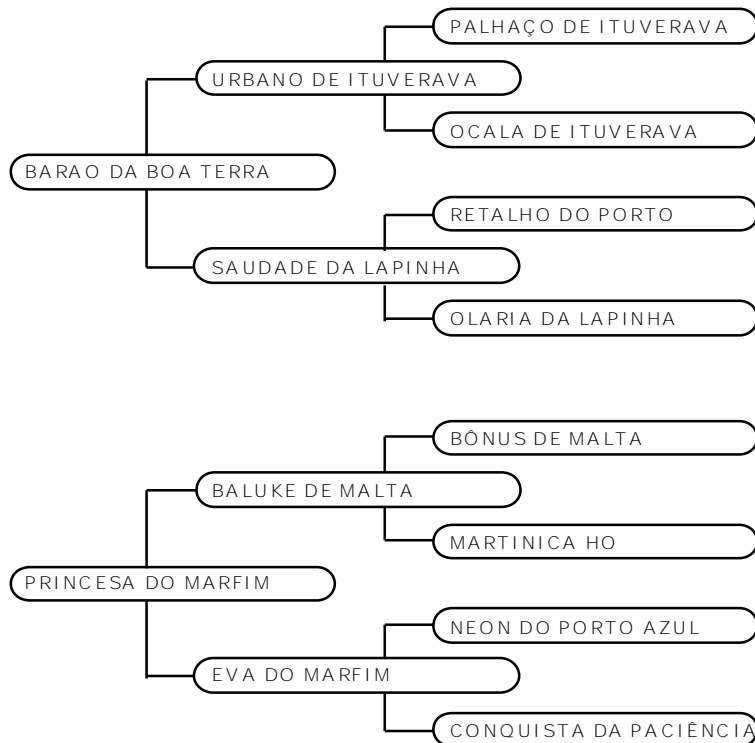 PALHAÇO DE ITUVERAVA
URBANO DE ITUVERAVA
OCALA DE ITUVERAVA
BARAO DA BOA TERRA
RETALHO DO PORTO
SAUDADE DA LAPINHA
OLARIA DA LAPINHA
BÔNUS DE MALTA
BALUKE DE MALTA
MARTINICA HO
PRINCESA DO MARFIM
NEON DO PORTO AZUL
EVA DO MARFIM
CONQUISTA DA PACIÊNCIA